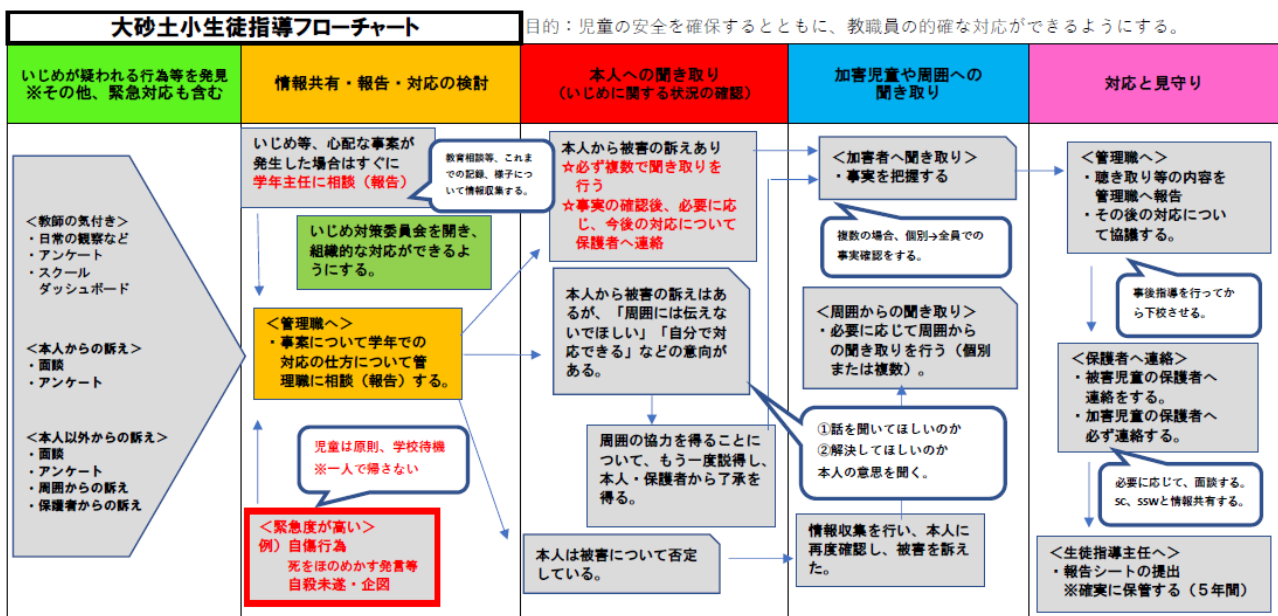 大砂土小生徒指導フローチャート
目的：児童の安全を確保するとともに、教職員の的確な対応ができるようにする。
いじめが疑われる行為等を発見
※その他、緊急対応も含む
情報共有・報告・対応の検討
本人への聞き取り
（いじめに関する状況の確認）
加害児童や周囲への
聞き取り
対応と見守り
＜教師の気付き＞
・日常の観察など
・アンケート
・スクール
ダッシュボード
＜本人からの訴え＞
・面談
・アンケート
＜本人以外からの訴え＞
・面談
・アンケート
・周囲からの訴え
・保護者からの訴え
いじめ等、心配な事案が
発生した場合はすぐに
学年主任に相談（報告）
教育相談等、これま
での記録、様子につ
いて情報収集する。
いじめ対策委員会を開き、
組織的な対応ができるよ
うにする。
＜管理職へ＞
・事案について学年での
対応の仕方について管
理職に相談（報告）する。
児童は原則、学校待機
※一人で帰さない
＜緊急度が高い＞
例）自傷行為
死をほのめかす発言等
自殺未遂・企図
本人から被害の訴えあり
☆必ず複数で聞き取りを
行う
☆事実の確認後、必要に応
じ、今後の対応について
保護者へ連絡
本人から被害の訴えはあ
るが、「周囲には伝えな
いでほしい」「自分で対
応できる」などの意向が
ある。
周囲の協力を得ることに
ついて、もう一度説得し、
本人・保護者から了承を
得る。
本人は被害について否定
している。
＜加害者へ聞き取り＞
・事実を把握する
複数の場合、個別→全員での
事実確認をする。
＜周囲からの聞き取り＞
・必要に応じて周囲から
の聞き取りを行う（個別
または複数）。
①話を聞いてほしいのか
②解決してほしいのか
本人の意思を聞く。
情報収集を行い、本人に
再度確認し、被害を訴え
た。
＜管理職へ＞
・聴き取り等の内容を
管理職へ報告
・その後の対応につい
て協議する。
事後指導を行ってか
ら下校させる。
＜保護者へ連絡＞
・被害児童の保護者へ
連絡をする。
・加害児童の保護者へ
必ず連絡する。
必要に応じて、面談する。
SC、SSWと情報共有する。
＜生徒指導主任へ＞
・報告シートの提出
※確実に保管する（５年間）